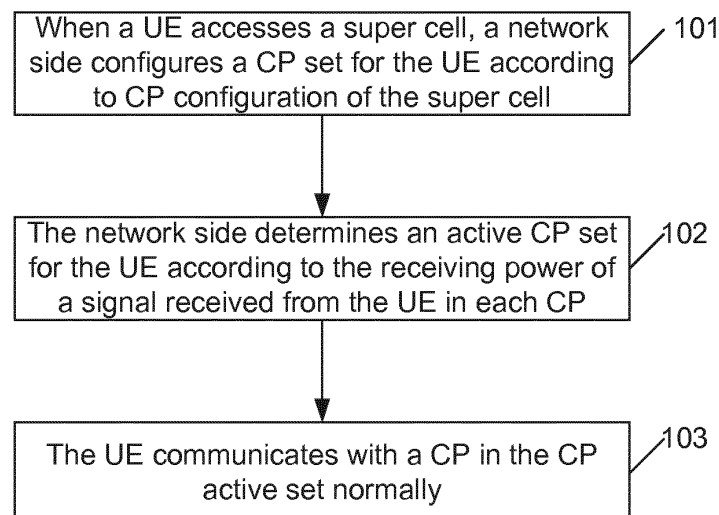 When a UE accesses a super cell, a network
side configures a CP set for the UE according
to CP configuration of the super cell
101
The network side determines an active CP set
for the UE according to the receiving power of
a signal received from the UE in each CP
102
The UE communicates with a CP in the CP
active set normally
103